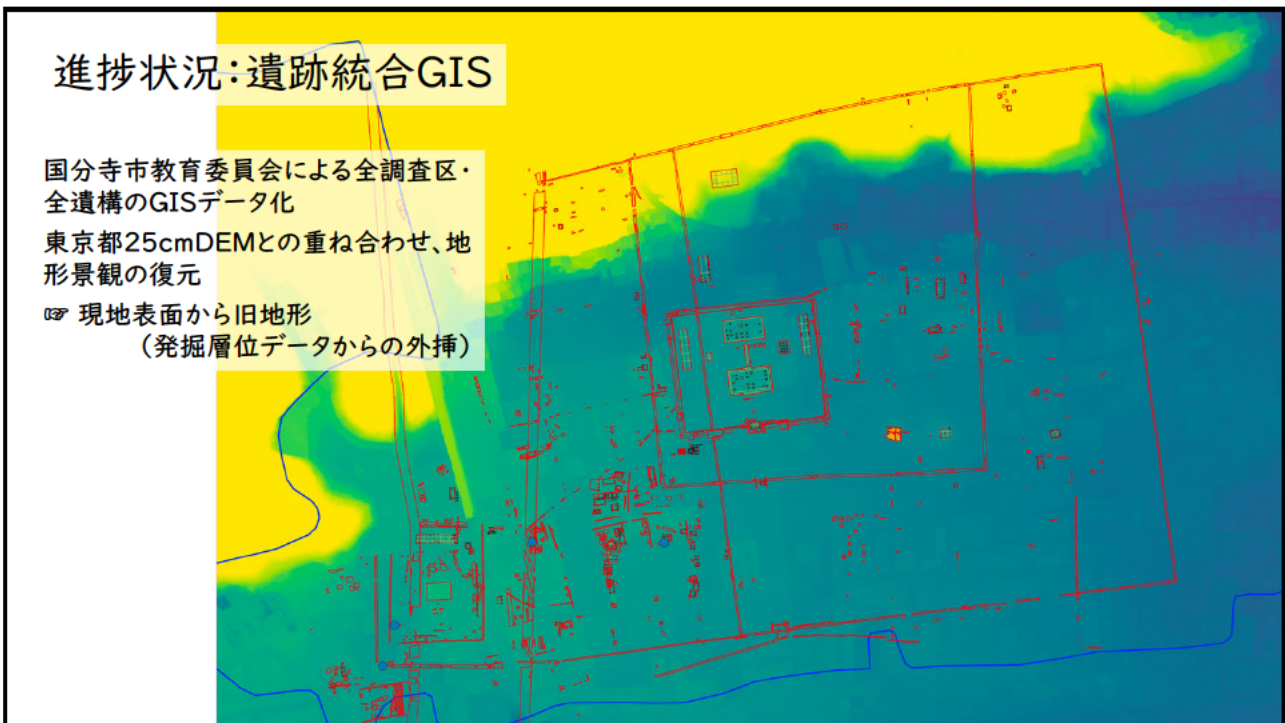 進捗状況:遺跡統合GIS
国分寺市教育委員会による全調査区・
全遺構のGISデータ化
東京都25cmDEMとの重ね合わせ、地
形景観の復元
☞ 現地表面から旧地形
(発掘層位データからの外挿)